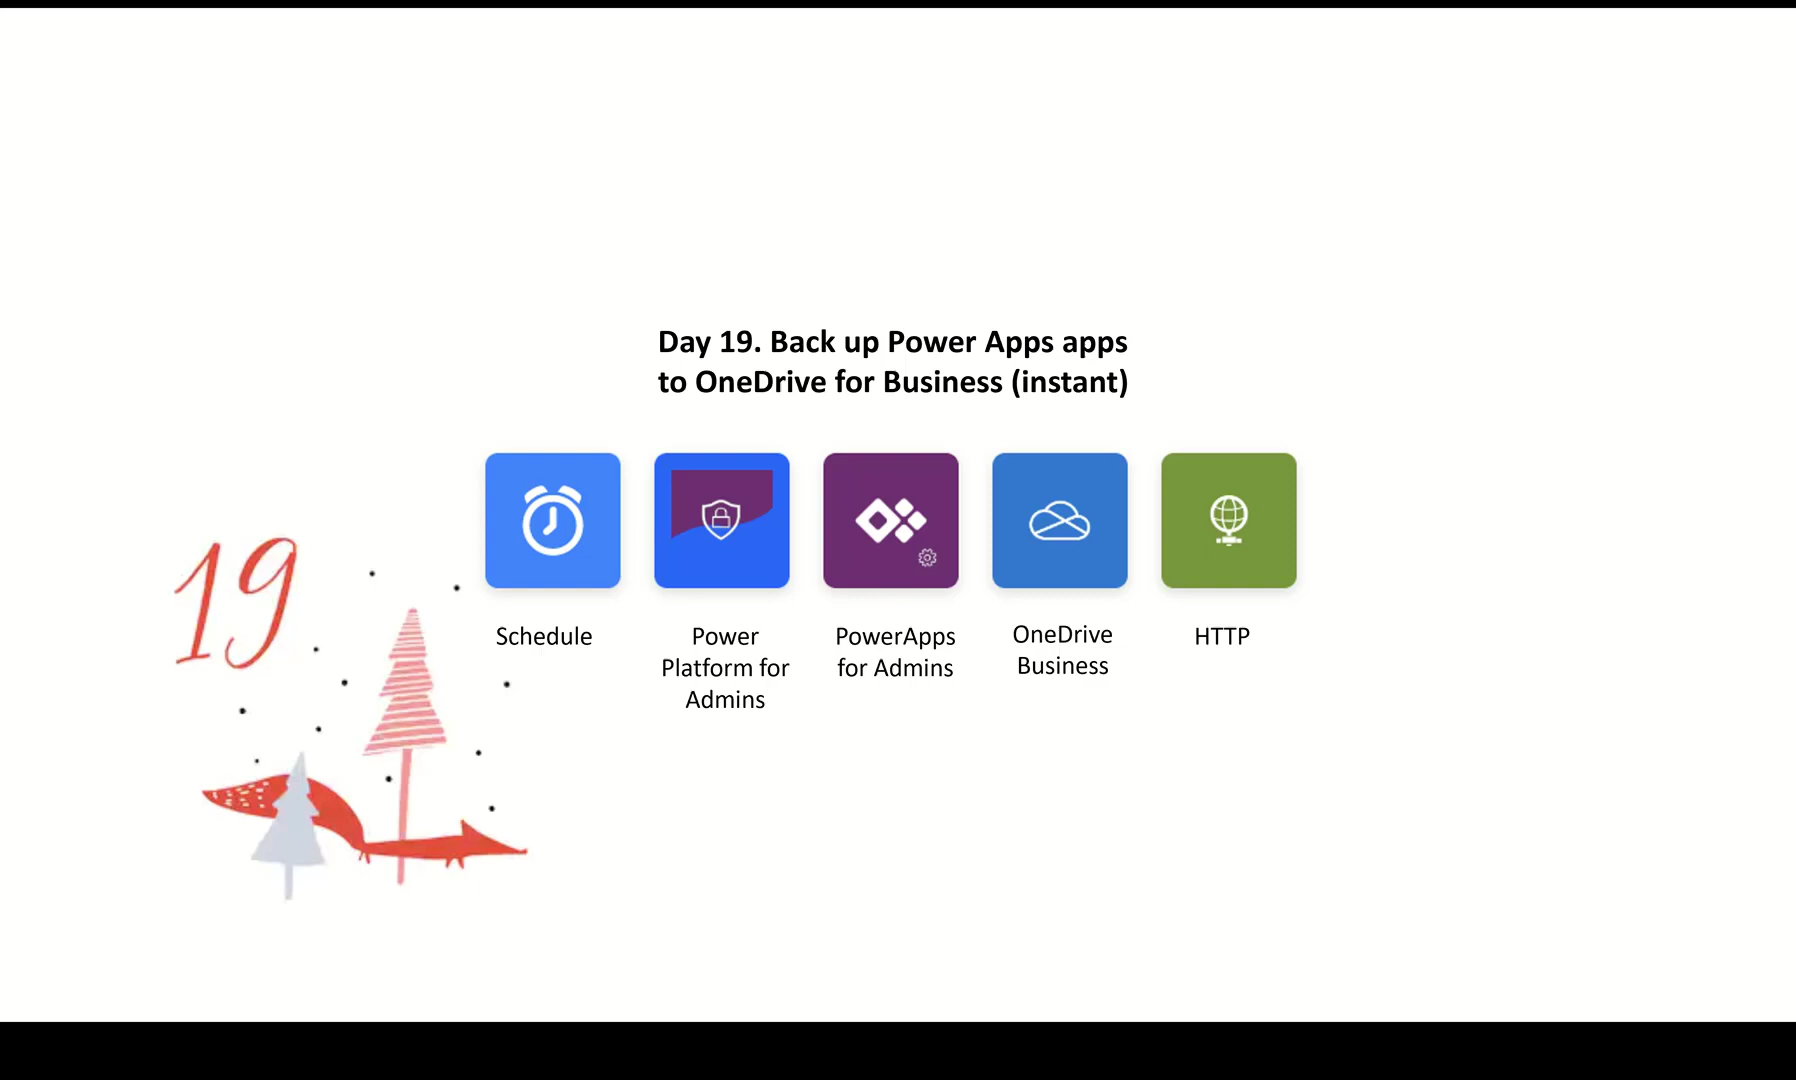 Day 19. Back up Power Apps apps
to OneDrive for Business (instant)
19
Schedule
Power
Platform for
Admins
PowerApps
for Admins
OneDrive
Business
HTTP